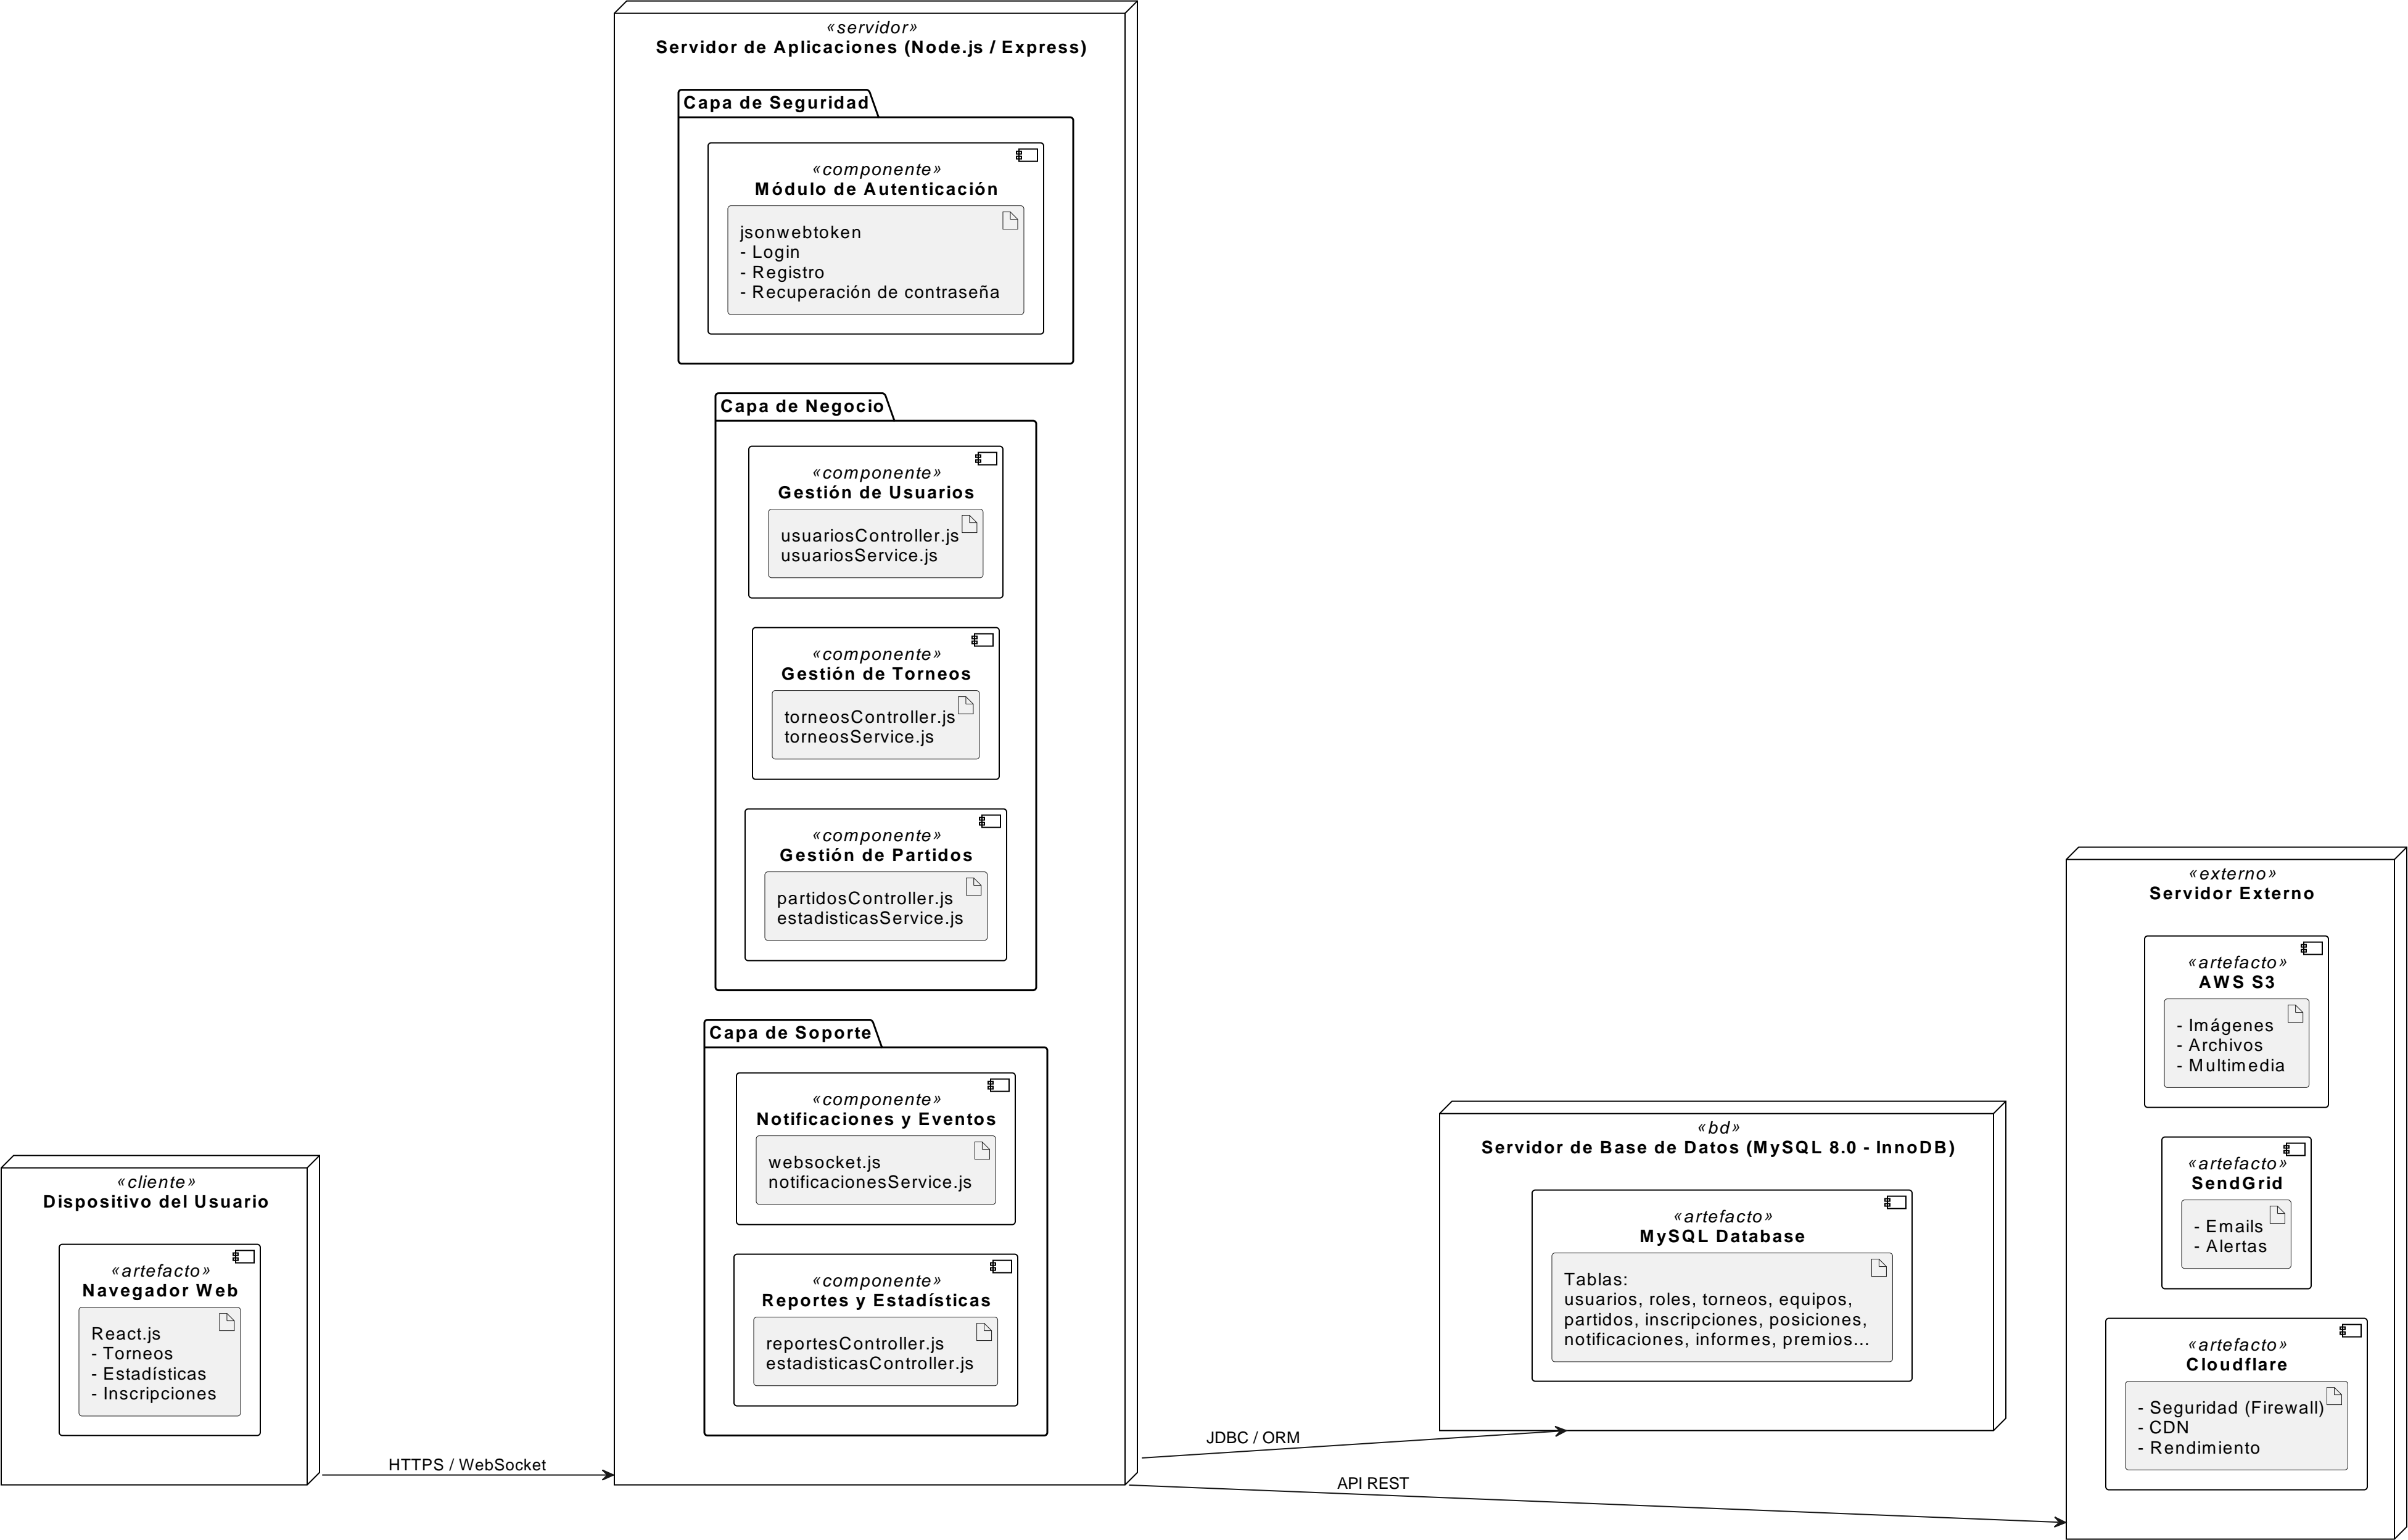 «servidor»
Servidor de Aplicaciones (Node.js / Express)
Capa de Seguridad
«componente»
Módulo de Autenticación
jsonwebtoken
- Login
- Registro
- Recuperación de contraseña
Capa de Negocio
«componente»
Gestión de Usuarios
usuariosController.js
usuariosService.js
«componente»
Gestión de Torneos
torneosController.js
torneosService.js
«componente»
Gestión de Partidos
partidosController.js
estadisticasService.js
Capa de Soporte
«componente»
Notificaciones y Eventos
websocket.js
notificacionesService.js
«componente»
Reportes y Estadísticas
reportesController.js
estadisticasController.js
«cliente»
Dispositivo del Usuario
«artefacto»
Navegador Web
React.js
- Torneos
- Estadísticas
- Inscripciones
HTTPS / WebSocket
JDBC / ORM
API REST
«bd»
Servidor de Base de Datos (MySQL 8.0 - InnoDB)
«artefacto»
MySQL Database
Tablas:
usuarios, roles, torneos, equipos,
partidos, inscripciones, posiciones,
notificaciones, informes, premios...
«externo»
Servidor Externo
«artefacto»
AWS S3
- Imágenes
- Archivos
- Multimedia
«artefacto»
SendGrid
- Emails
- Alertas
«artefacto»
Cloudflare
- Seguridad (Firewall)
- CDN
- Rendimiento